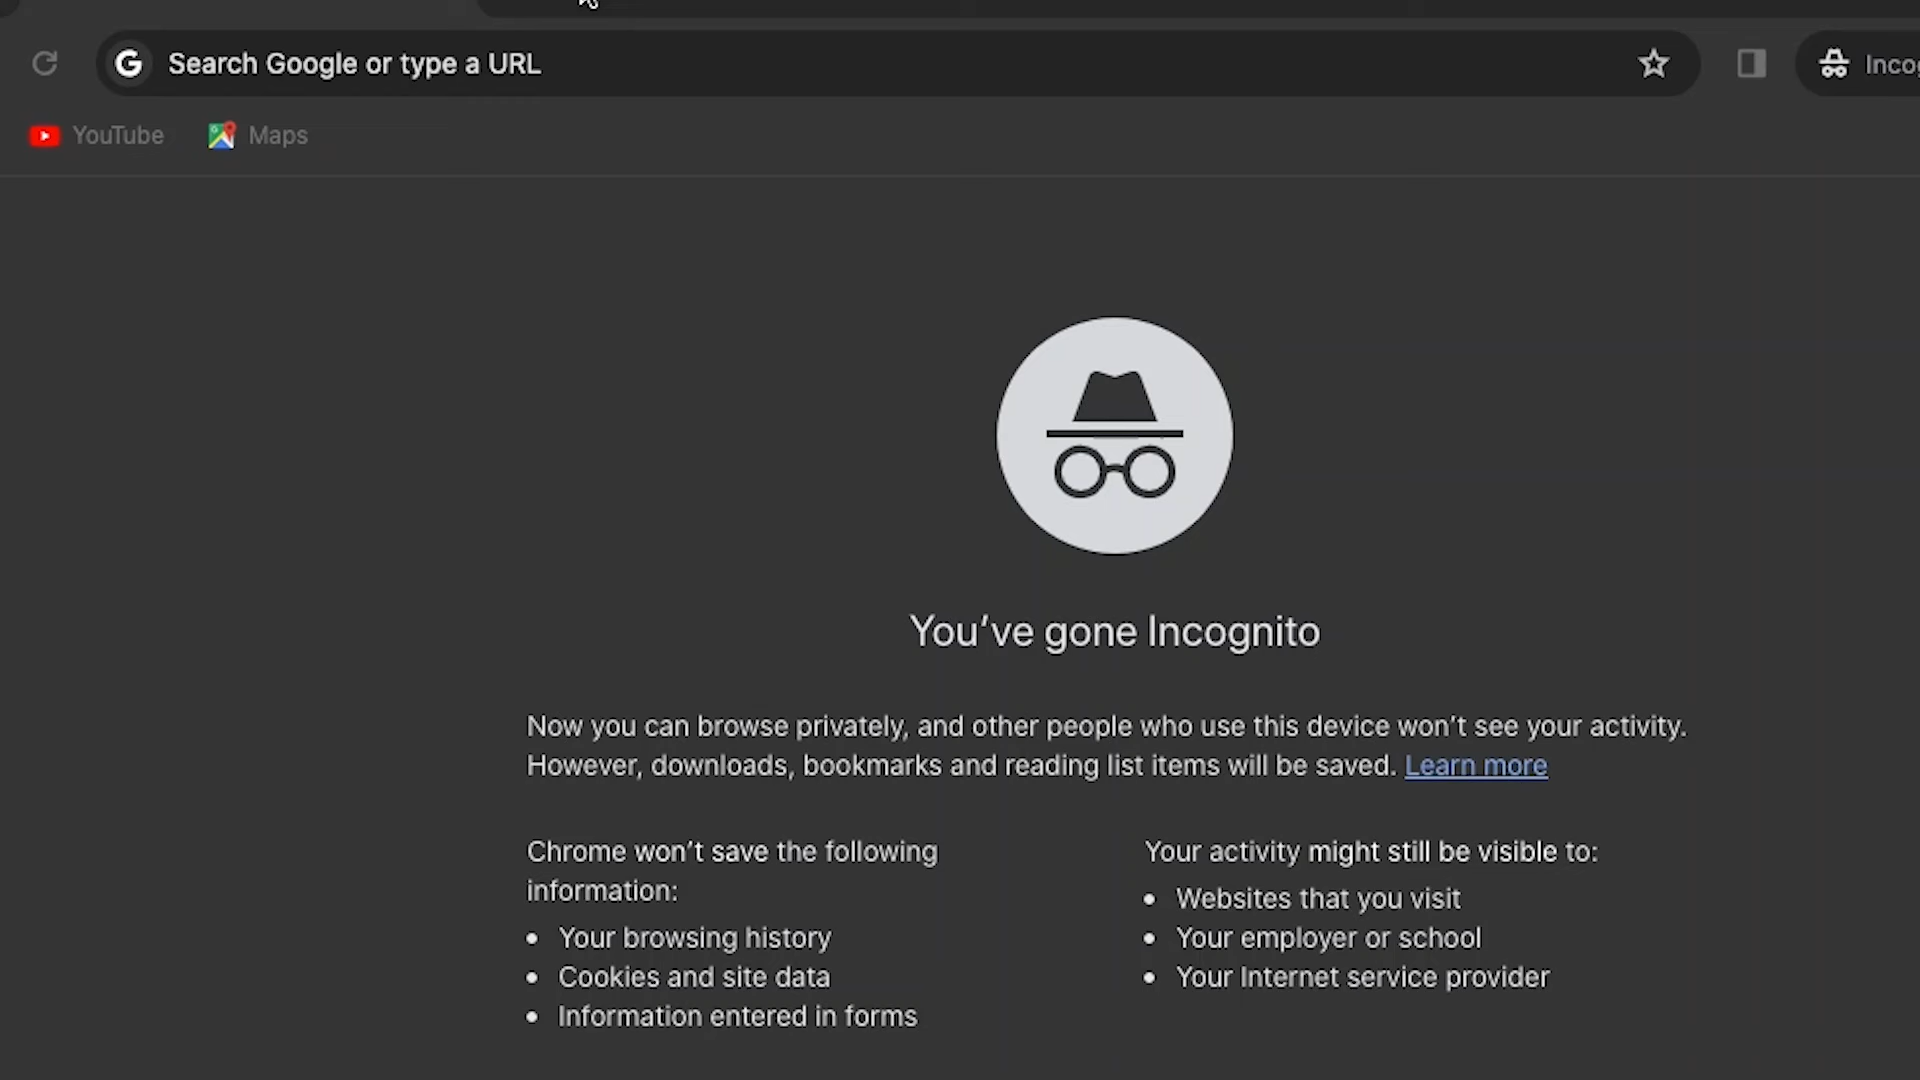 Search Google or type a URL
Incog
YouTube
Maps
You’ve gone Incognito
Now you can browse privately, and other people who use this device won’t see your activity.
However, downloads, bookmarks and reading list items will be saved. Learn more
Chrome won’t save the following
information:
• Your browsing history
• Cookies and site data
• Information entered in forms
Your activity might still be visible to:
• Websites that you visit
• Your employer or school
• Your Internet service provider